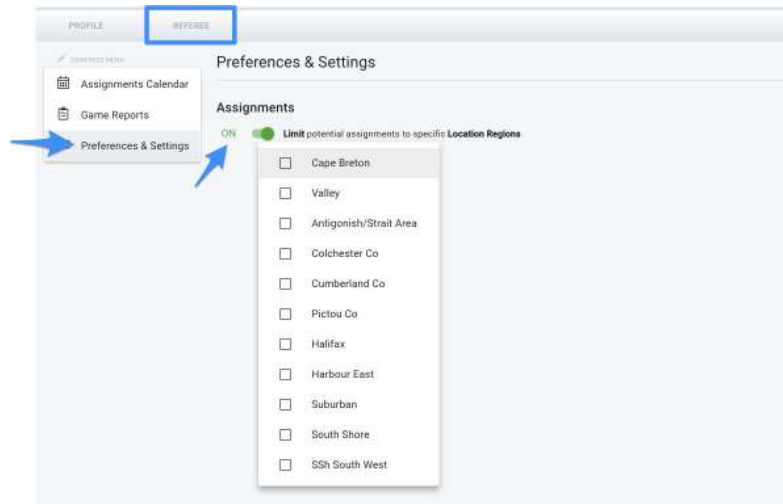 PROFILE
REFEREE
COMPRESS MENU
Preferences & Settings
Assignments Calendar
Game Reports
Preferences & Settings
Assignments
ON
Limit potential assignments to specific Location Regions
Cape Breton
Valley
Antigonish/Strait Area
Colchester Co
Cumberland Co
Pictou Co
Halifax
Harbour East
Suburban
South Shore
SSh South West